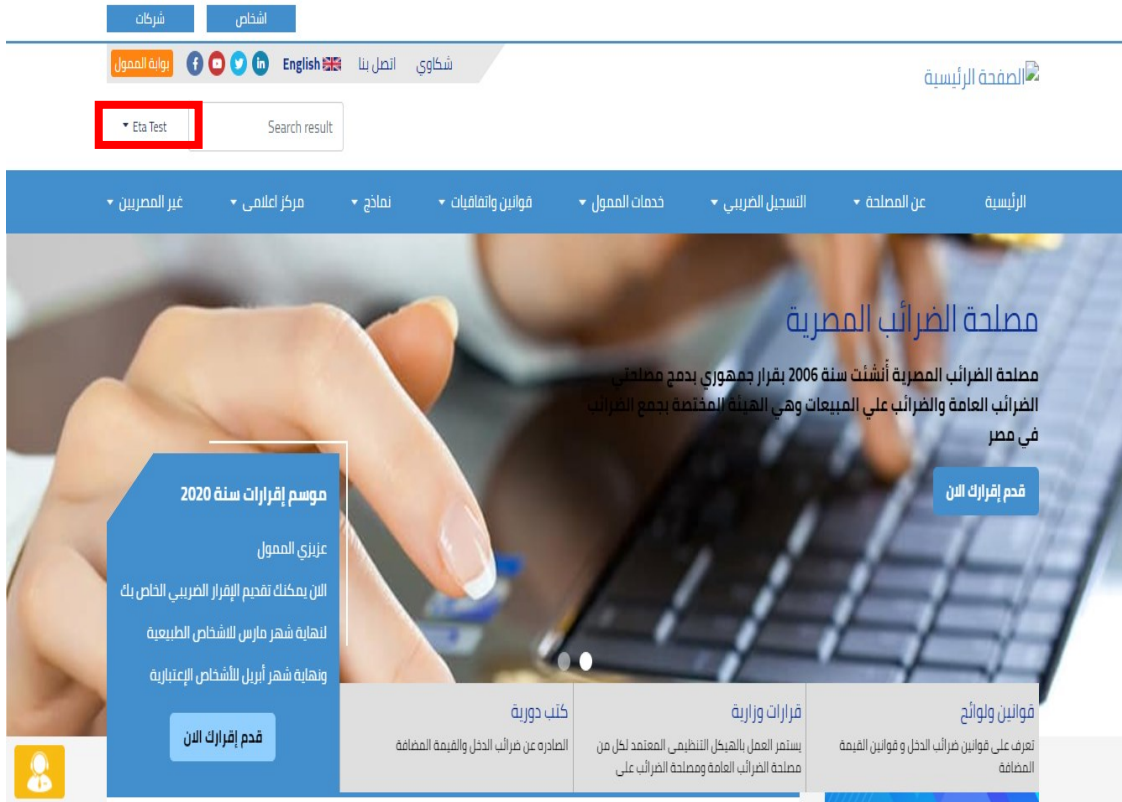 اشخاص
شركات
شكاوي
اتصل بنا
English
بوابة الممول
الصفحة الرئيسية
Search result
Eta Test
الرئيسية
عن المصلحة
التسجيل الضريبي
خدمات الممول
قوانين واتفاقيات
نماذج
مركز اعلامى
غير المصريين
مصلحة الضرائب المصرية
مصلحة الضرائب المصرية أُنشئت سنة 2006 بقرار جمهوري بدمج مصلحتي
الضرائب العامة والضرائب علي المبيعات وهي الهيئة المختصة بجمع الضرائب
في مصر
قدم إقرارك الان
موسم إقرارات سنة 2020
عزيزي الممول
الان يمكنك تقديم الإقرار الضريبي الخاص بك
لنهاية شهر مارس للاشخاص الطبيعية
ونهاية شهر أبريل للأشخاص الإعتبارية
قدم إقرارك الان
قوانين ولوائح
تعرف على قوانين ضرائب الدخل و قوانين القيمة
المضافة
قرارات وزارية
يستمر العمل بالهيكل التنظيمى المعتمد لكل من
مصلحة الضرائب العامة ومصلحة الضرائب على
كتب دورية
الصادره عن ضرائب الدخل والقيمة المضافة